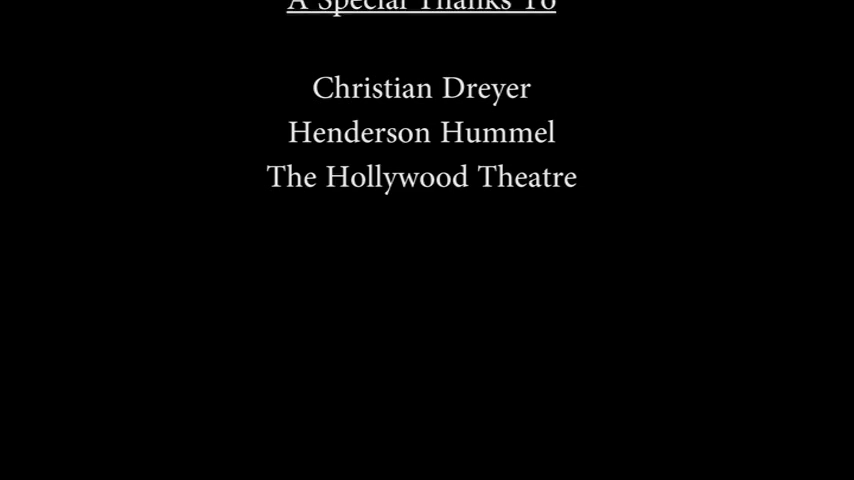 A Special Thanks To
Christian Dreyer
Henderson Hummel
The Hollywood Theatre